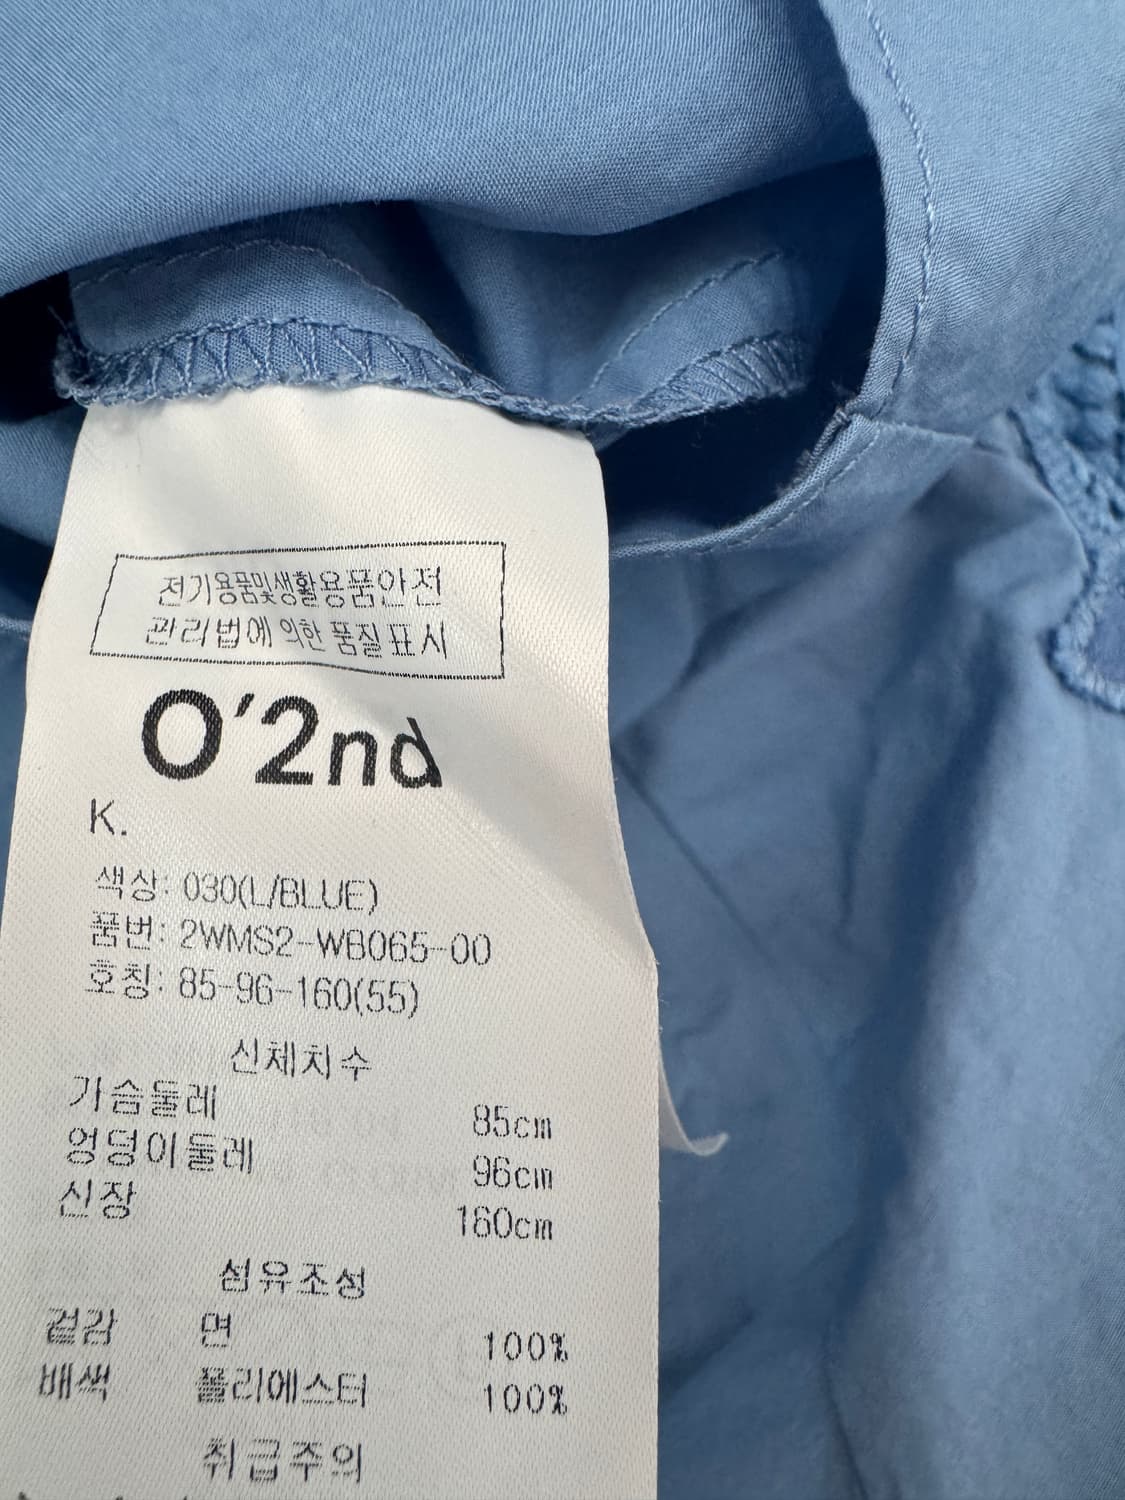 전기용품및생활용품안전
관리법에 의한 품질표시
O'2nd
K.
색상: 030(L/BLUE)
품번: 2WMS2-WB065-00
호칭: 85-96-160(55)
신체치수
가슴둘레 85cm
엉덩이둘레 96cm
신장 160cm
섬유조성
겉감 면 100%
배색 폴리에스터 100%
취급주의